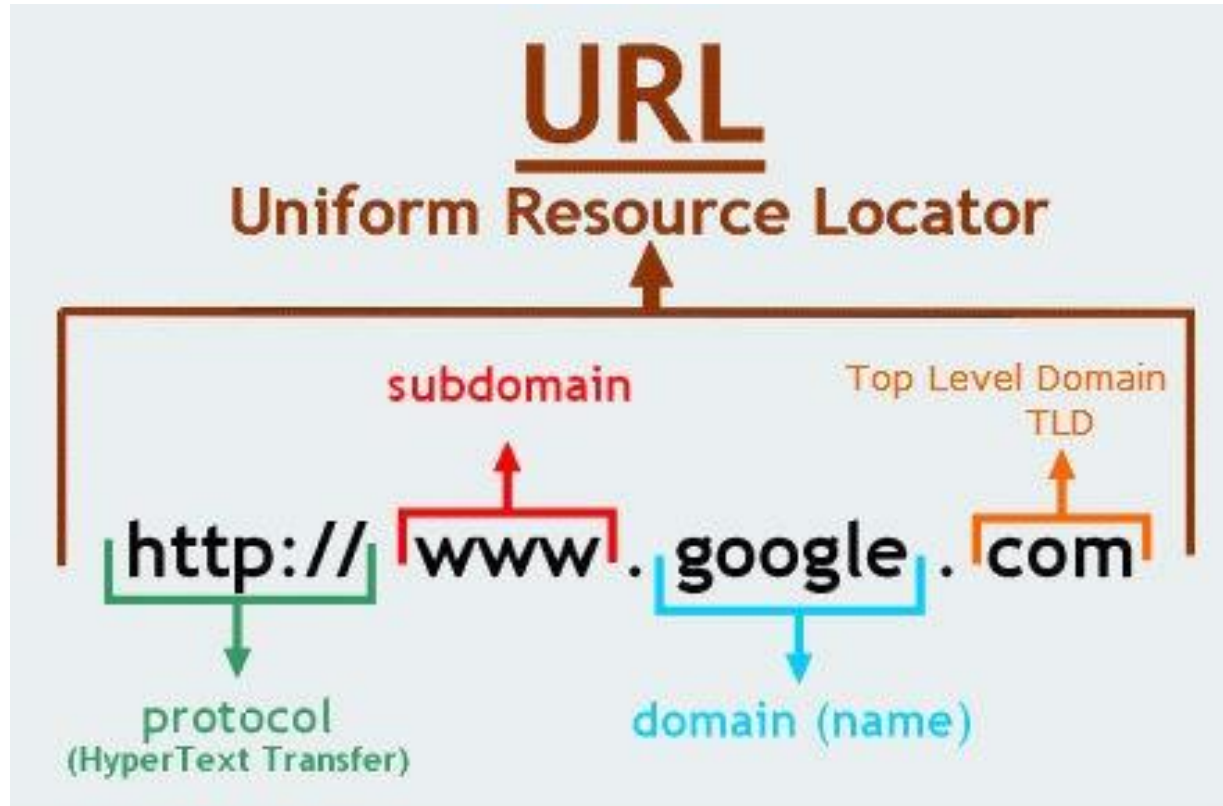 URL
Uniform Resource Locator
subdomain
Top Level Domain
TLD
http:// www . google . com
protocol
(HyperText Transfer)
domain (name)